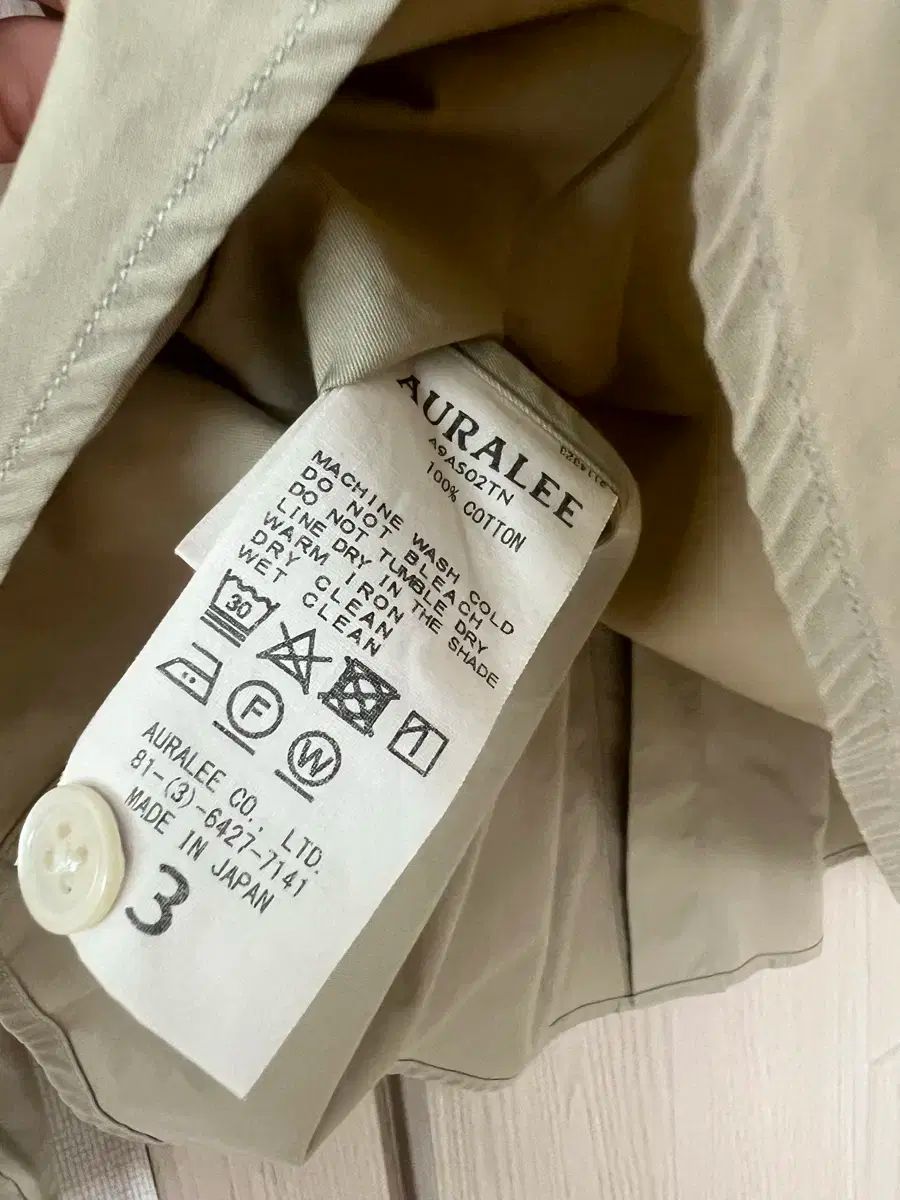 AURALEE
A9AS02TN
100% COTTON
MACHINE WASH COLD
DO NOT BLEACH
DO NOT TUMBLE DRY
LINE DRY IN THE SHADE
WARM IRON
DRY CLEAN
WET CLEAN
30
F
W
AURALEE CO., LTD.
81-(3)-6427-7141
MADE IN JAPAN
3